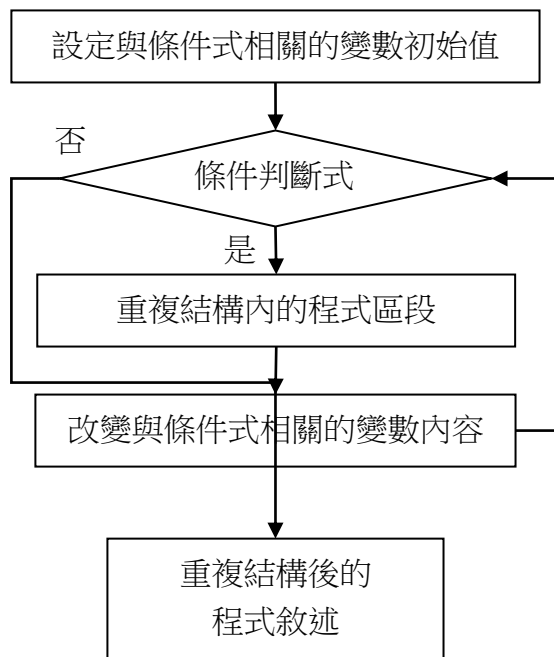 設定與條件式相關的變數初始值
否
條件判斷式
是
重複結構內的程式區段
改變與條件式相關的變數內容
重複結構後的
程式敘述